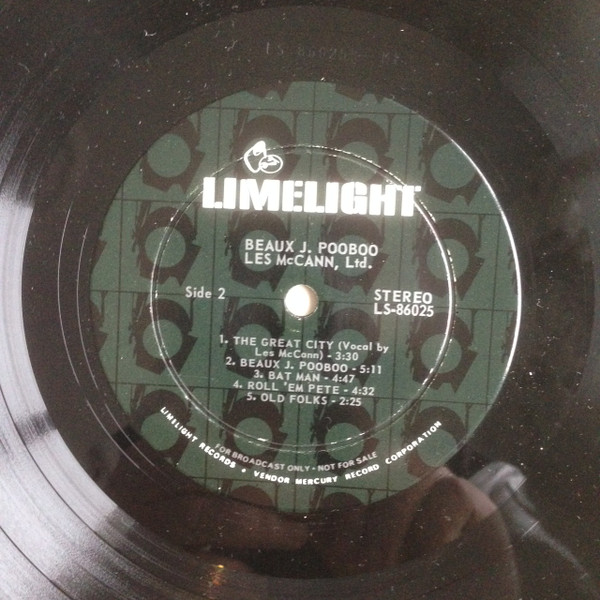 LS 86025
LIMELIGHT
BEAUX J. POOBOO
LES McCANN, Ltd.
Side 2
STEREO
LS-86025
1. THE GREAT CITY (Vocal by
Les McCann) - 3:30
2. BEAUX J. POOBOO - 5:11
3. BAT MAN - 4:47
4. ROLL 'EM PETE - 4:32
5. OLD FOLKS - 2:25
FOR BROADCAST ONLY • NOT FOR SALE
LIMELIGHT RECORDS • VENDOR MERCURY RECORD CORPORATION